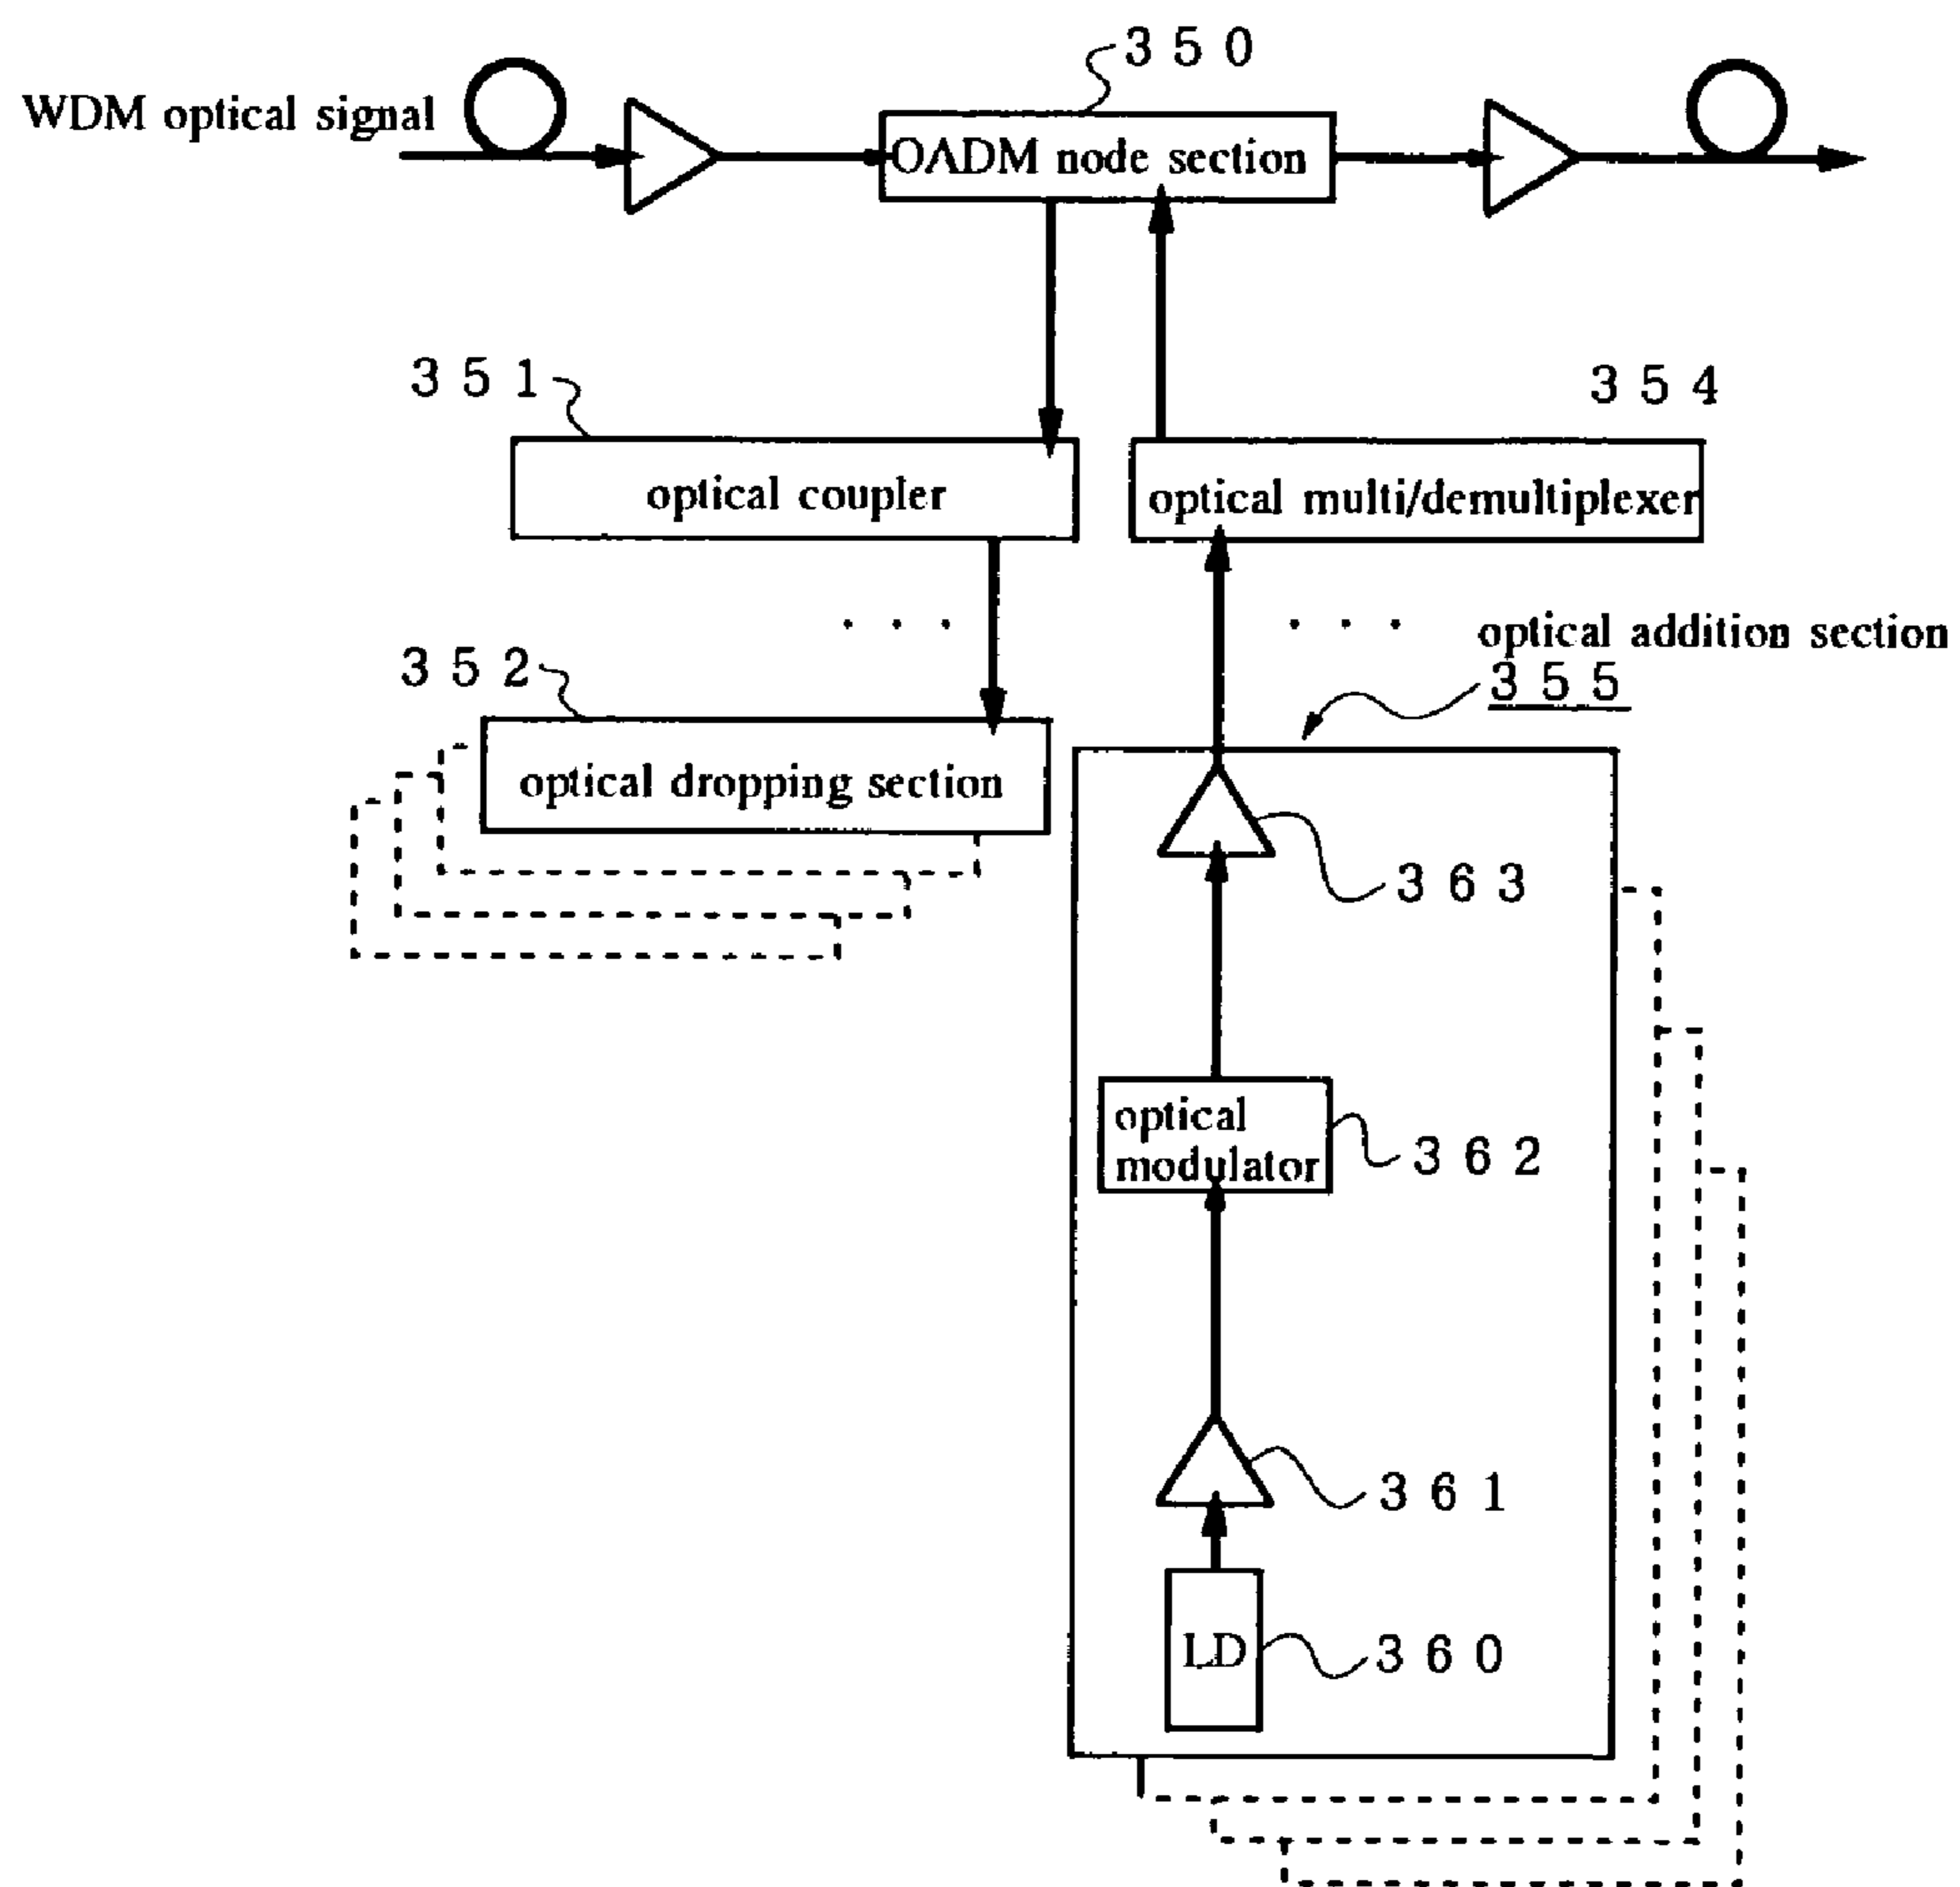 350
WDM optical signal
OADM node section
351
354
optical coupler
optical multi/demultiplexer
optical addition section
352
355
optical dropping section
363
optical
modulator
362
361
LD
360